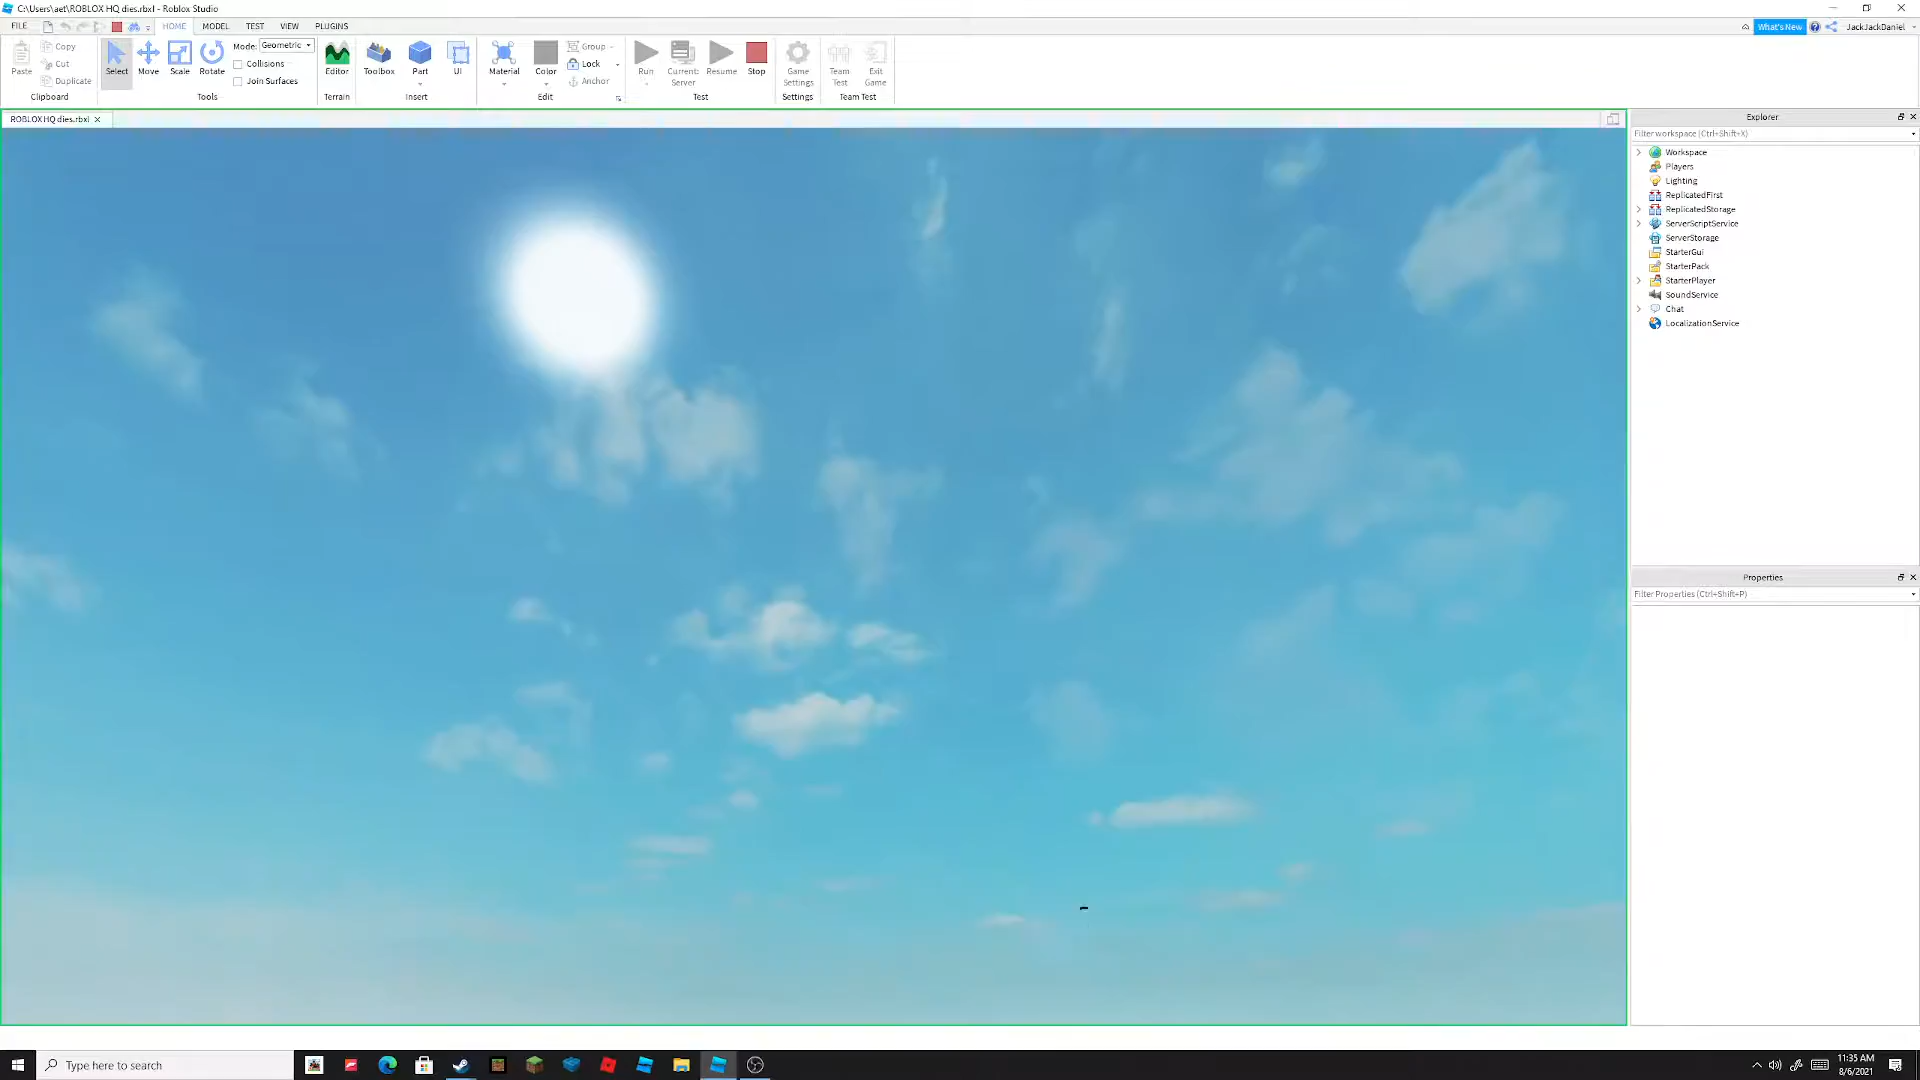 C:\Users\aet\ROBLOX HQ dies.rbxl - Roblox Studio
FILE HOME MODEL TEST VIEW PLUGINS What's New JackJackDaniel
Paste Copy Cut Duplicate Clipboard
Select Move Scale Rotate Mode: Geometric Collisions Join Surfaces Tools
Editor Terrain
Toolbox Part UI Insert
Material Color Group Lock Anchor Edit
Run Current: Server Resume Stop Test
Game Settings Settings
Team Test Exit Game Team Test
ROBLOX HQ dies.rbxl
Explorer
Filter workspace (Ctrl+Shift+X)
Workspace
Players
Lighting
ReplicatedFirst
ReplicatedStorage
ServerScriptService
ServerStorage
StarterGui
StarterPack
StarterPlayer
SoundService
Chat
LocalizationService
Properties
Filter Properties (Ctrl+Shift+P)
Type here to search
11:35 AM
8/6/2021